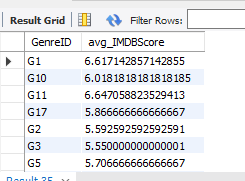 Result Grid Filter Rows:
GenreID avg_IMDBScore
G1 6.617142857142855
G10 6.0181818181818185
G11 6.647058823529413
G17 5.866666666666667
G2 5.592592592592591
G3 5.550000000000001
G5 5.706666666666667
Result 35